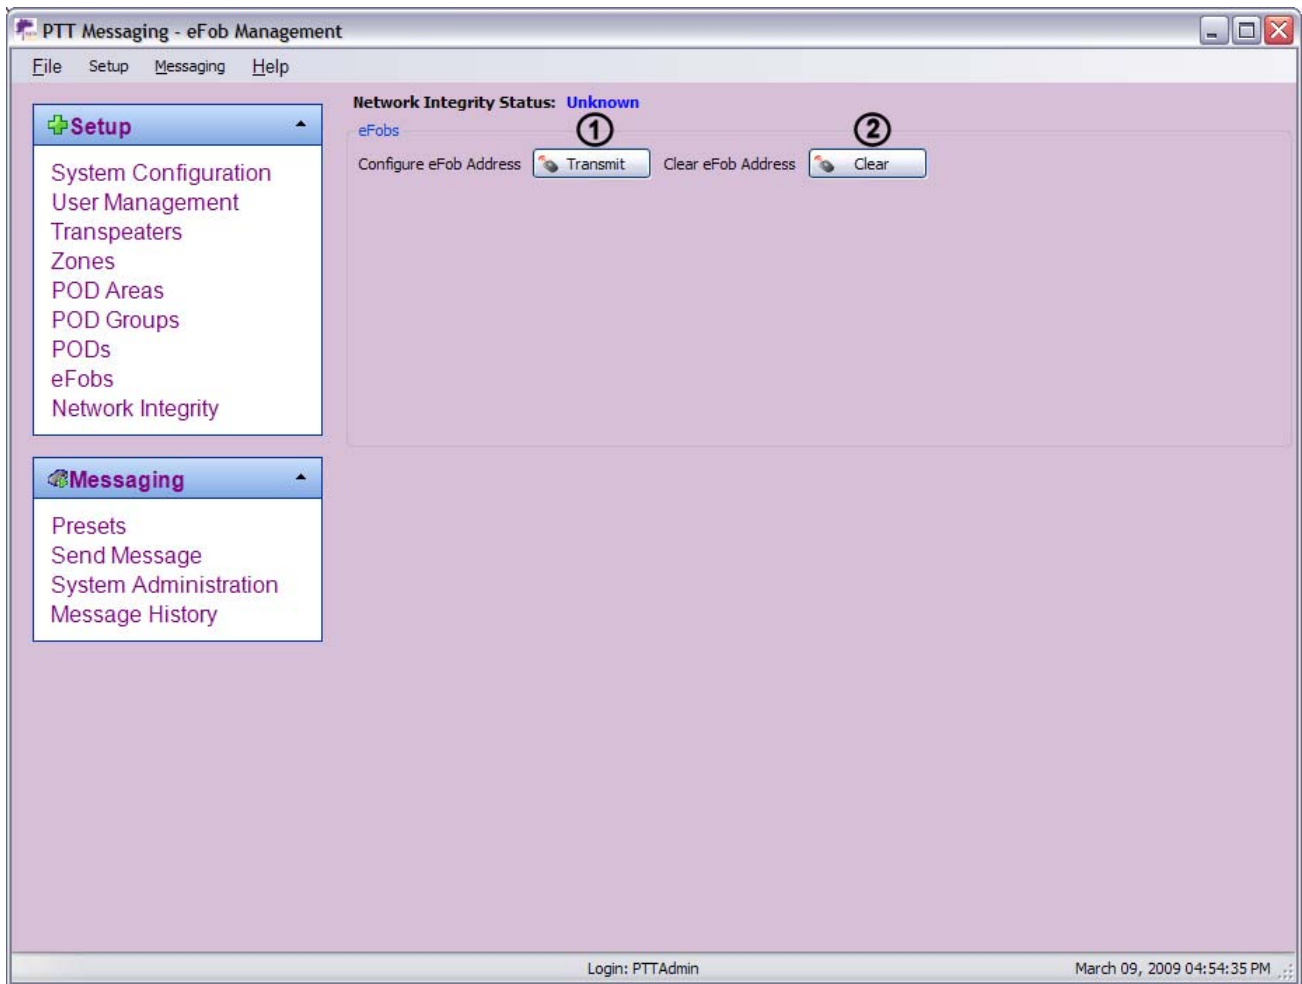 PTT Messaging - eFob Management
File Setup Messaging Help
Setup
System Configuration
User Management
Transpeaters
Zones
POD Areas
POD Groups
PODs
eFobs
Network Integrity
Messaging
Presets
Send Message
System Administration
Message History
Network Integrity Status: Unknown
eFobs
1 2
Configure eFob Address Transmit Clear eFob Address Clear
Login: PTTAdmin March 09, 2009 04:54:35 PM